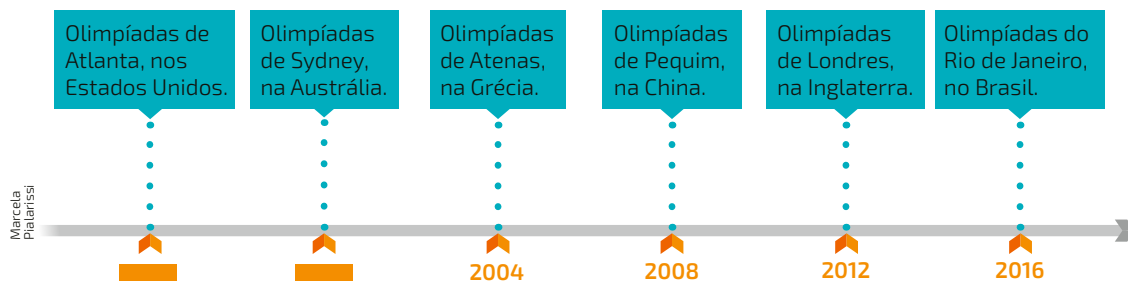 Olimpíadas de
Atlanta, nos
Estados Unidos.
Olimpíadas
de Sydney,
na Austrália.
Olimpíadas
de Atenas,
na Grécia.
Olimpíadas
de Pequim,
na China.
Olimpíadas
de Londres,
na Inglaterra.
Olimpíadas do
Rio de Janeiro,
no Brasil.
Marcela
Pialarissi
2004
2008
2012
2016